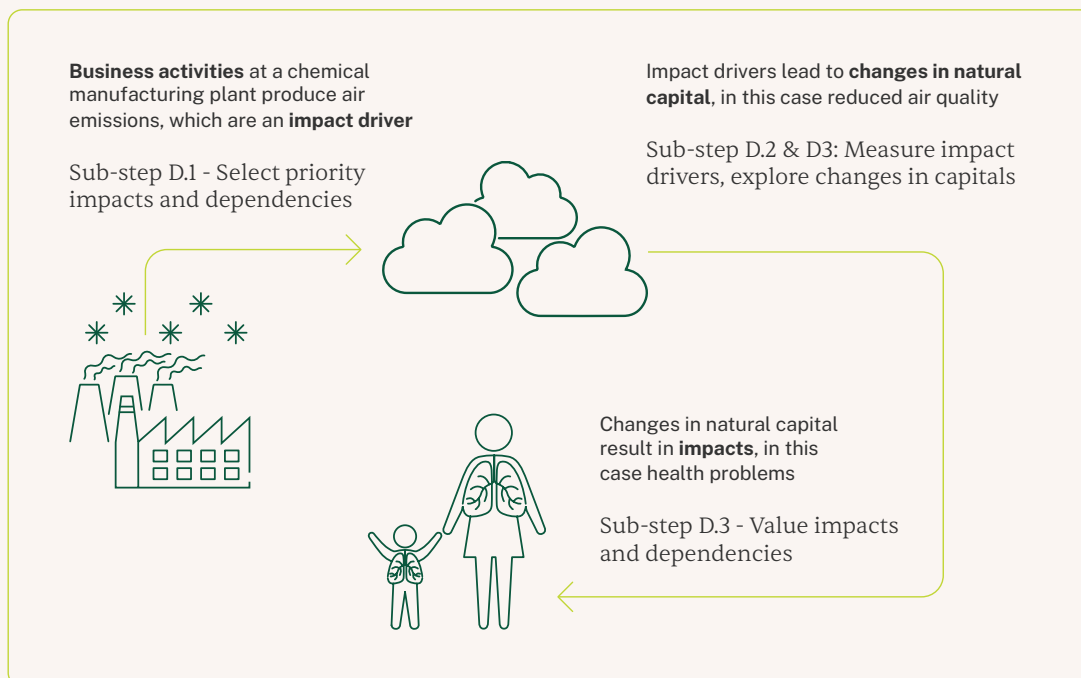 Business activities at a chemical
manufacturing plant produce air
emissions, which are an impact driver
Sub-step D.1 - Select priority
impacts and dependencies
Impact drivers lead to changes in natural
capital, in this case reduced air quality
Sub-step D.2 & D3: Measure impact
drivers, explore changes in capitals
Changes in natural capital
result in impacts, in this
case health problems
Sub-step D.3 - Value impacts
and dependencies